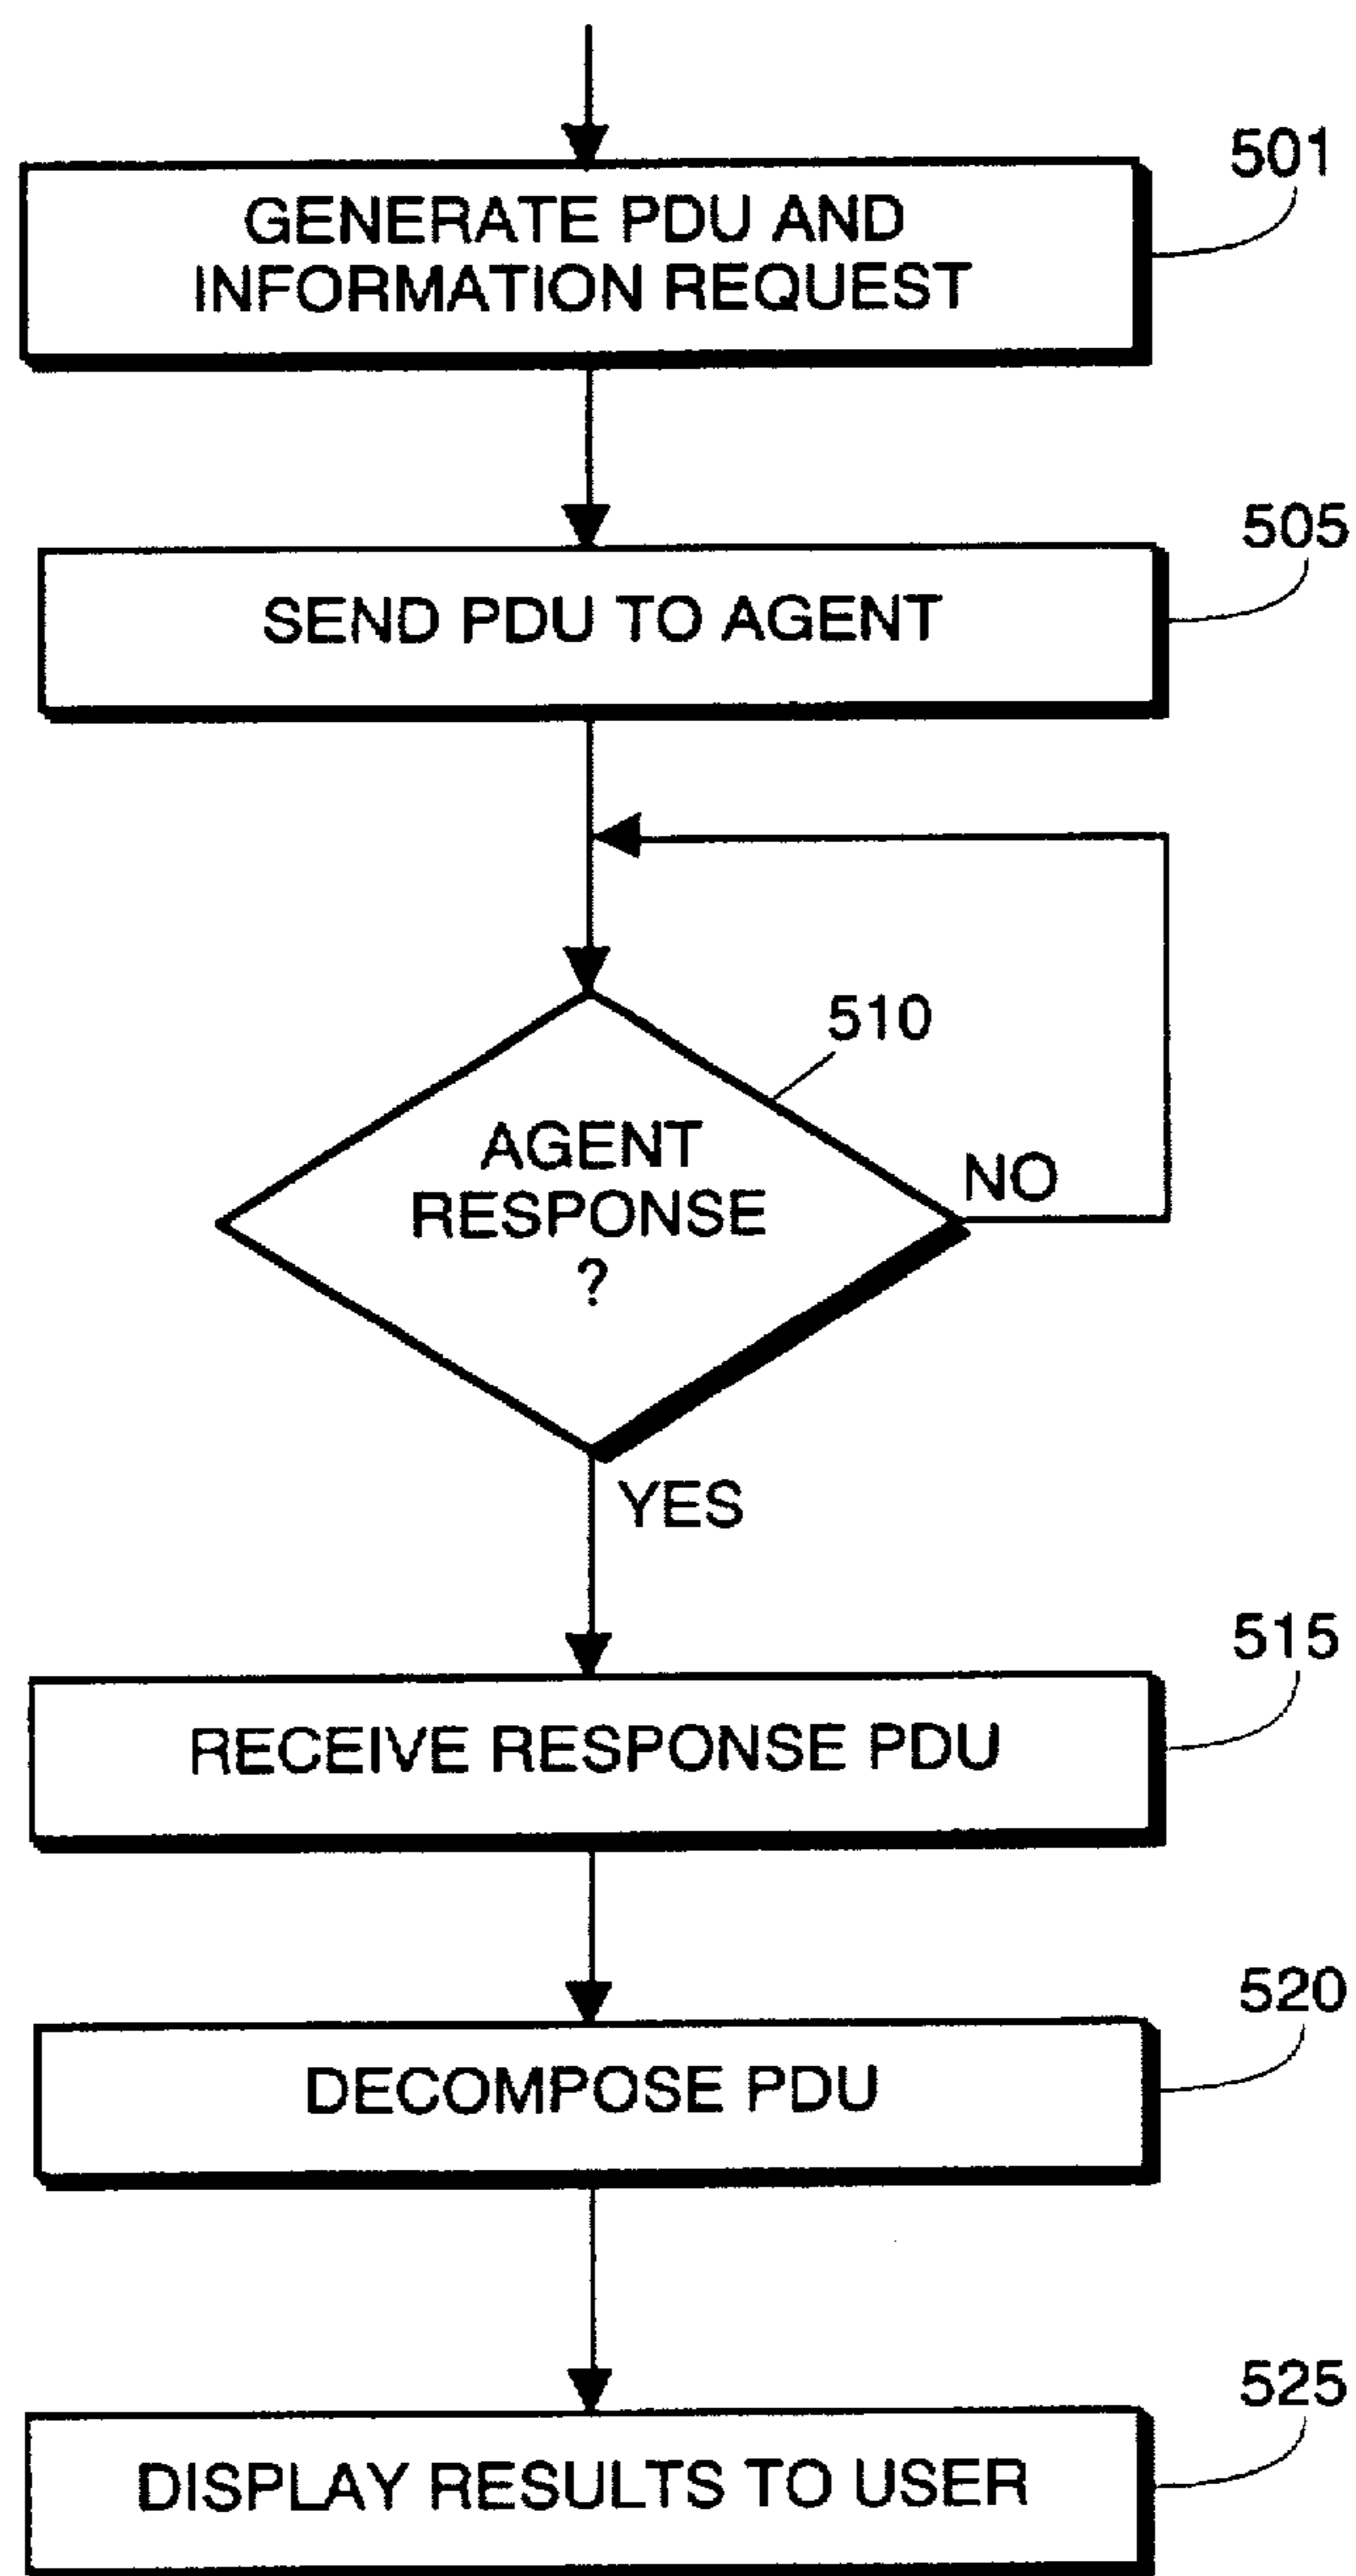 501
GENERATE PDU AND
INFORMATION REQUEST
505
SEND PDU TO AGENT
510
AGENT
RESPONSE
?
NO
YES
515
RECEIVE RESPONSE PDU
520
DECOMPOSE PDU
525
DISPLAY RESULTS TO USER